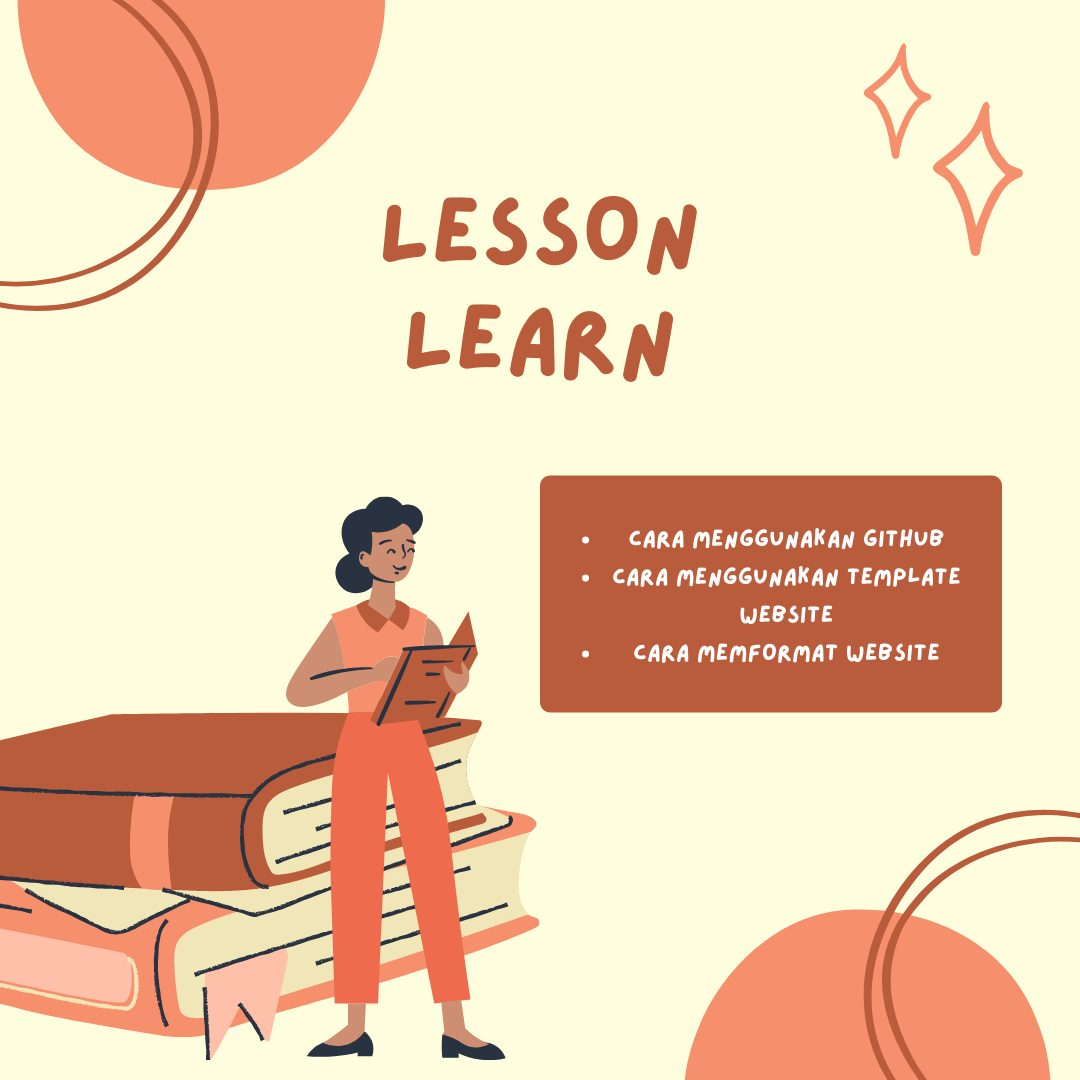 LESSON
LEARN
• CARA MENGGUNAKAN GITHUB
• CARA MENGGUNAKAN TEMPLATE
WEBSITE
• CARA MEMFORMAT WEBSITE